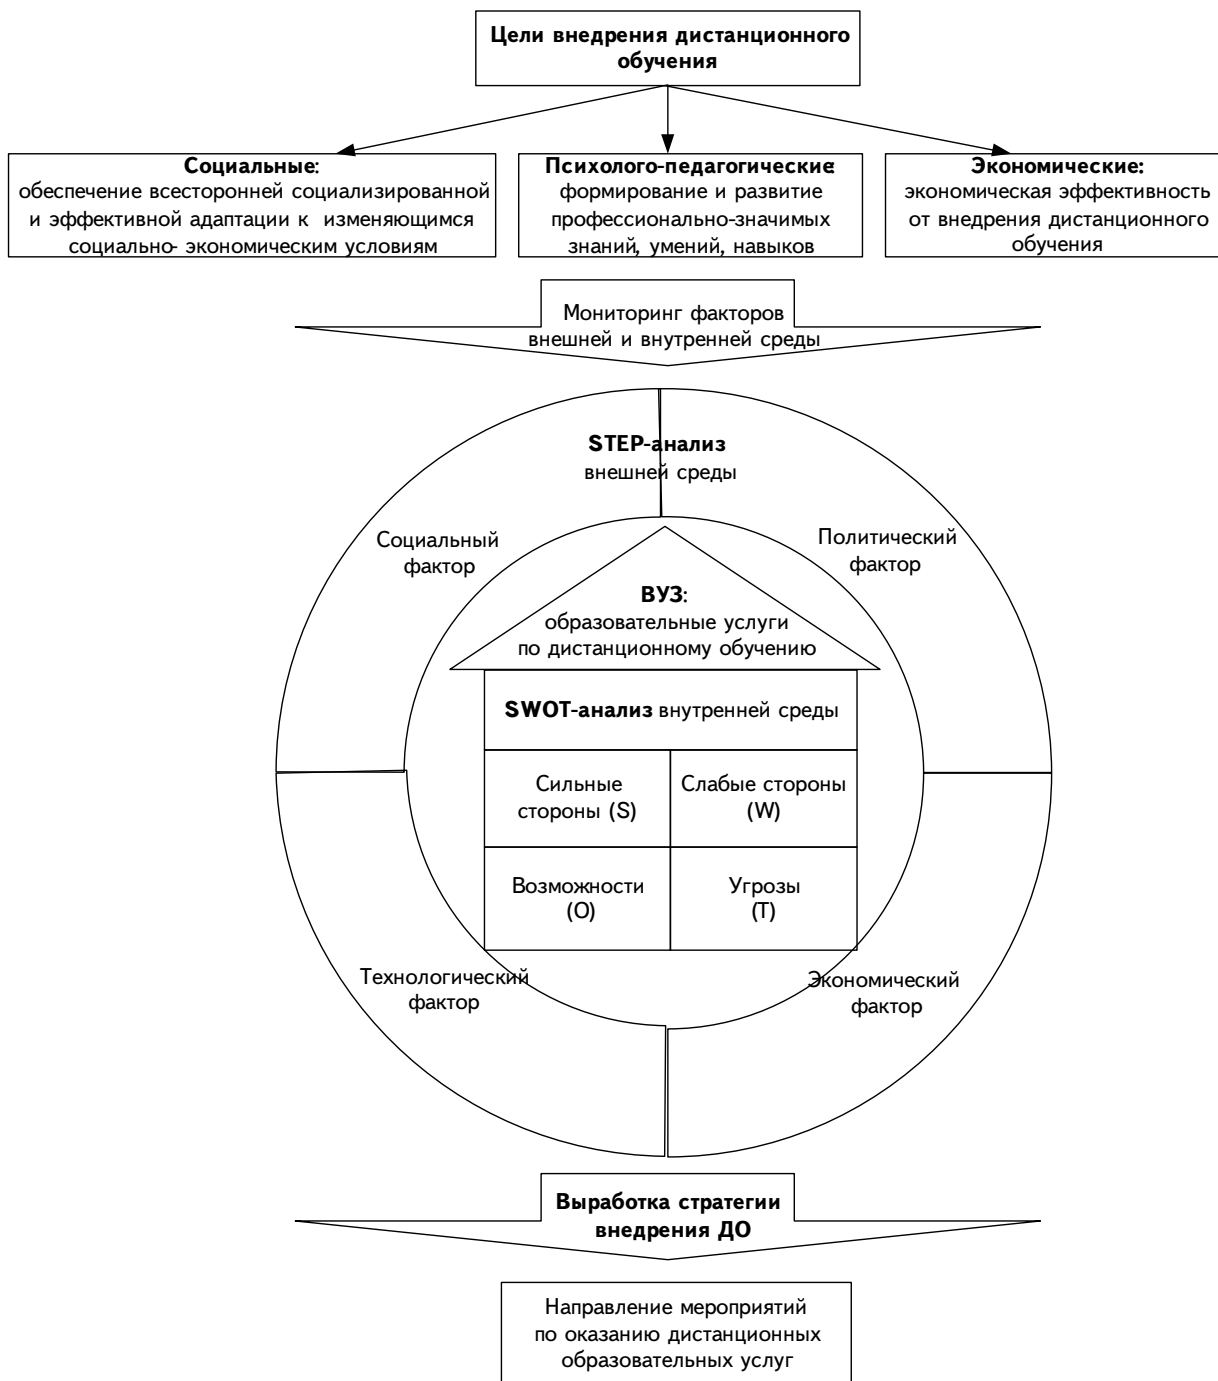 Цели внедрения дистанционного
обучения
Социальные:
обеспечение всесторонней социализированной
и эффективной адаптации к изменяющимся
социально- экономическим условиям
Психолого-педагогические:
формирование и развитие
профессионально-значимых
знаний, умений, навыков
Экономические:
экономическая эффективность
от внедрения дистанционного
обучения
Мониторинг факторов
внешней и внутренней среды
STEP-анализ
внешней среды
Социальный
фактор
Политический
фактор
ВУЗ:
образовательные услуги
по дистанционному обучению
SWOT-анализ внутренней среды
Сильные
стороны (S)
Слабые стороны
(W)
Возможности
(O)
Угрозы
(T)
Технологический
фактор
Экономический
фактор
Выработка стратегии
внедрения ДО
Направление мероприятий
по оказанию дистанционных
образовательных услуг